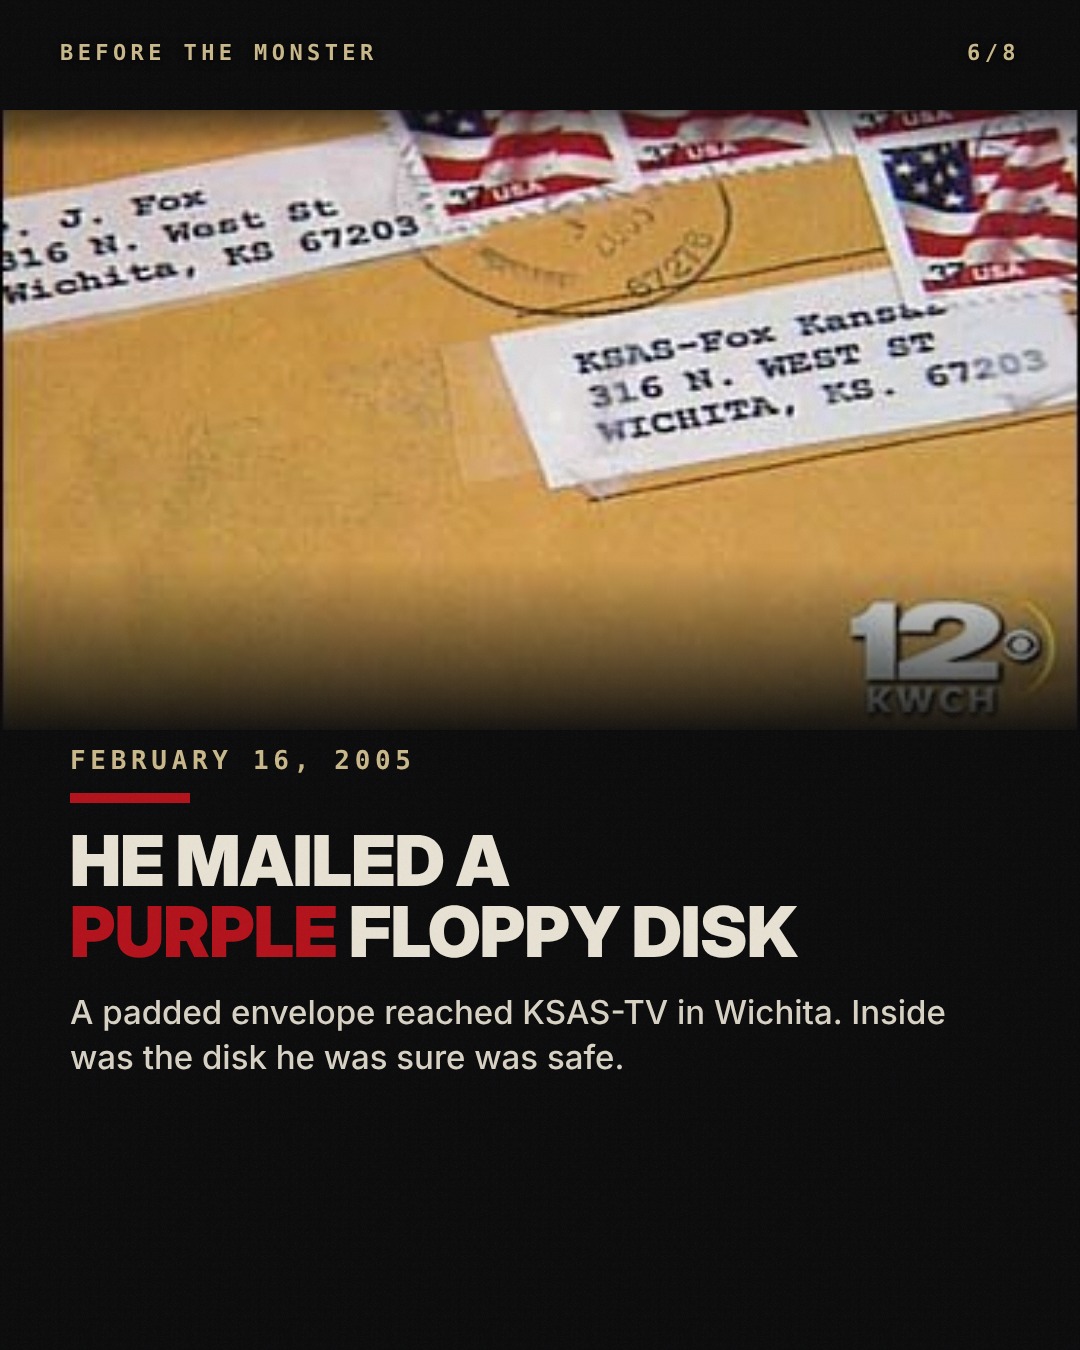 BEFORE THE MONSTER
6/8
USA
37 USA
37 USA
37 USA
. J. Fox
316 N. West St
Wichita, KS 67203
67276
KSAS-Fox Kansas
316 N. WEST ST
WICHITA, KS. 67203
12
KWCH
FEBRUARY 16, 2005
HE MAILED A
PURPLE FLOPPY DISK
A padded envelope reached KSAS-TV in Wichita. Inside
was the disk he was sure was safe.